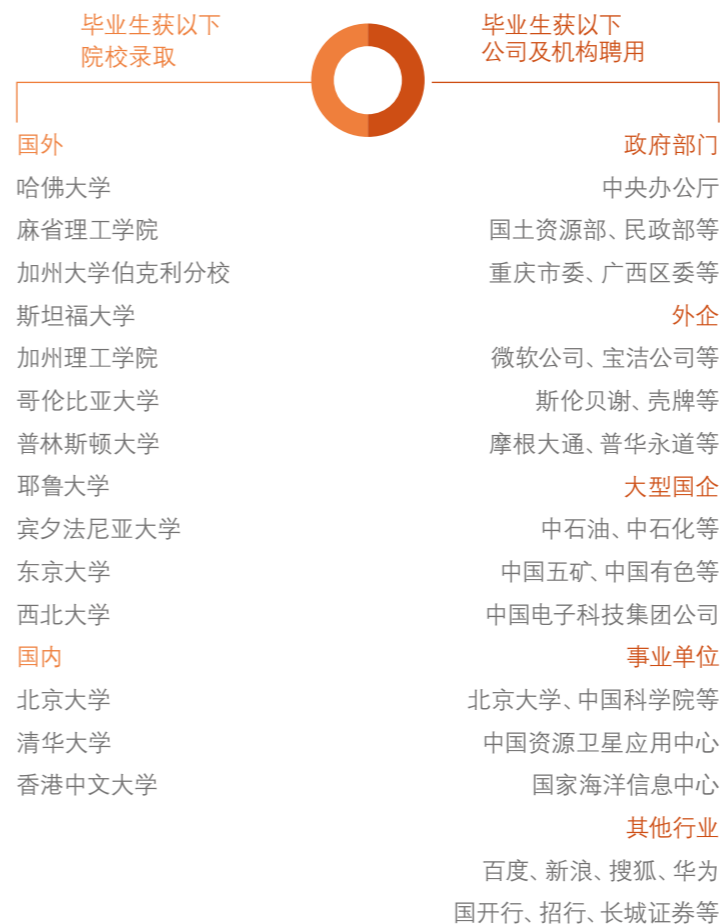 毕业生获以下
院校录取
国外
哈佛大学
麻省理工学院
加州大学伯克利分校
斯坦福大学
加州理工学院
哥伦比亚大学
普林斯顿大学
耶鲁大学
宾夕法尼亚大学
东京大学
西北大学
国内
北京大学
清华大学
香港中文大学
毕业生获以下
公司及机构聘用
政府部门
中央办公厅
国土资源部、民政部等
重庆市委、广西区委等
外企
微软公司、宝洁公司等
斯伦贝谢、壳牌等
摩根大通、普华永道等
大型国企
中石油、中石化等
中国五矿、中国有色等
中国电子科技集团公司
事业单位
北京大学、中国科学院等
中国资源卫星应用中心
国家海洋信息中心
其他行业
百度、新浪、搜狐、华为
国开行、招行、长城证券等